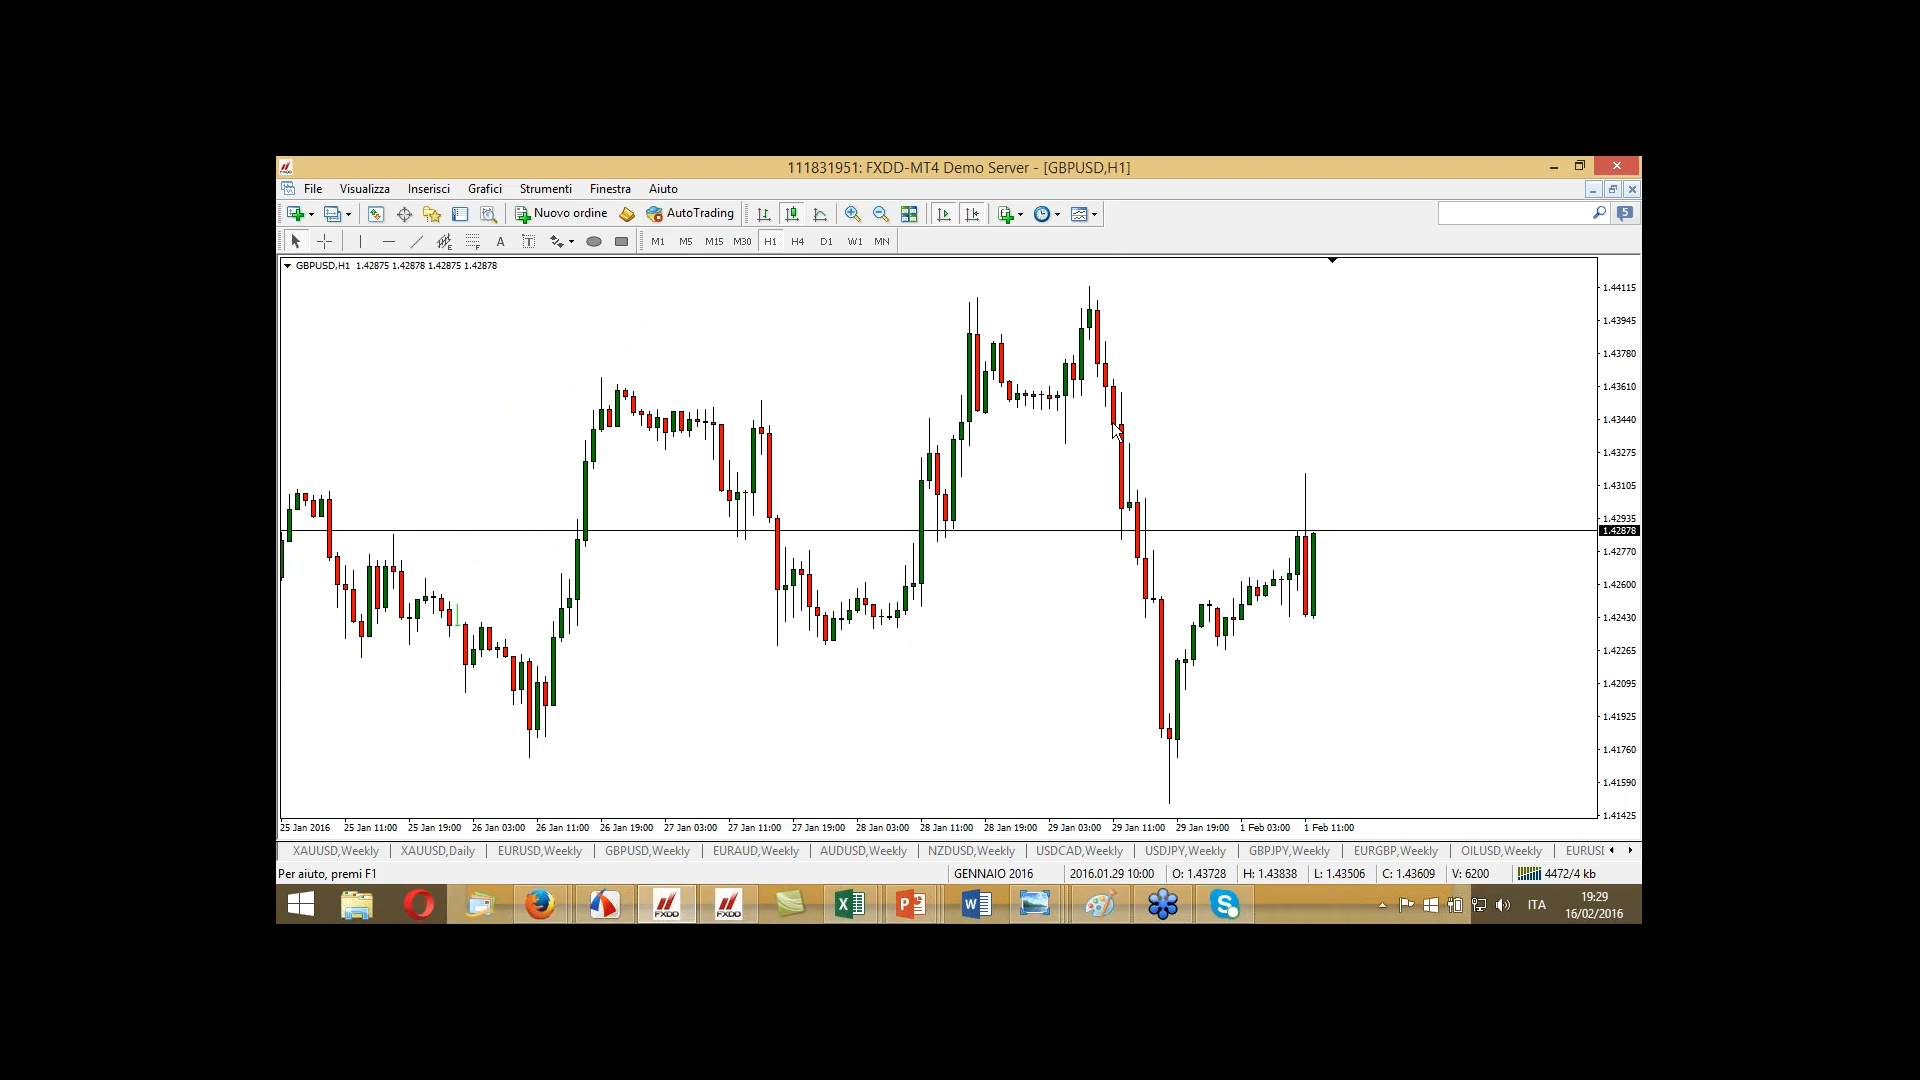 111831951: FXDD-MT4 Demo Server - [GBPUSD,H1]
File Visualizza Inserisci Grafici Strumenti Finestra Aiuto
Nuovo ordine AutoTrading 5
A T M1 M5 M15 M30 H1 H4 D1 W1 MN
GBPUSD,H1 1.42875 1.42878 1.42875 1.42878
1.44115
1.43945
1.43780
1.43610
1.43440
1.43275
1.43105
1.42935
1.42878
1.42770
1.42600
1.42430
1.42265
1.42095
1.41925
1.41760
1.41590
1.41425
25 Jan 2016 25 Jan 11:00 25 Jan 19:00 26 Jan 03:00 26 Jan 11:00 26 Jan 19:00 27 Jan 03:00 27 Jan 11:00 27 Jan 19:00 28 Jan 03:00 28 Jan 11:00 28 Jan 19:00 29 Jan 03:00 29 Jan 11:00 29 Jan 19:00 1 Feb 03:00 1 Feb 11:00
XAUUSD,Weekly XAUUSD,Daily EURUSD,Weekly GBPUSD,Weekly EURAUD,Weekly AUDUSD,Weekly NZDUSD,Weekly USDCAD,Weekly USDJPY,Weekly GBPJPY,Weekly EURGBP,Weekly OILUSD,Weekly EURUSI
Per aiuto, premi F1 GENNAIO 2016 2016.01.29 10:00 O: 1.43728 H: 1.43838 L: 1.43506 C: 1.43609 V: 6200 4472/4 kb
FXDD FXDD ITA 19:29
16/02/2016